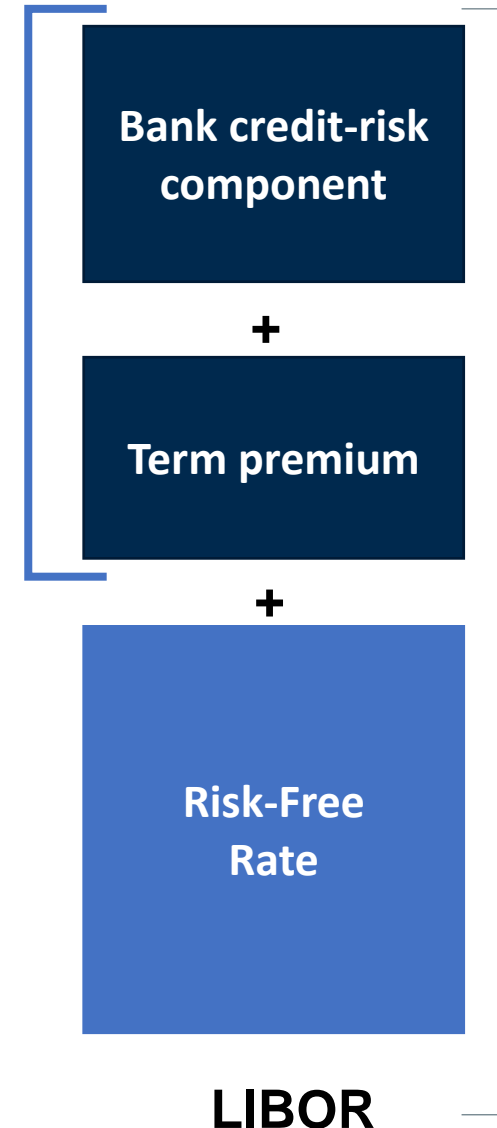 Bank credit-risk
component
+
Term premium
+
Risk-Free
Rate
LIBOR